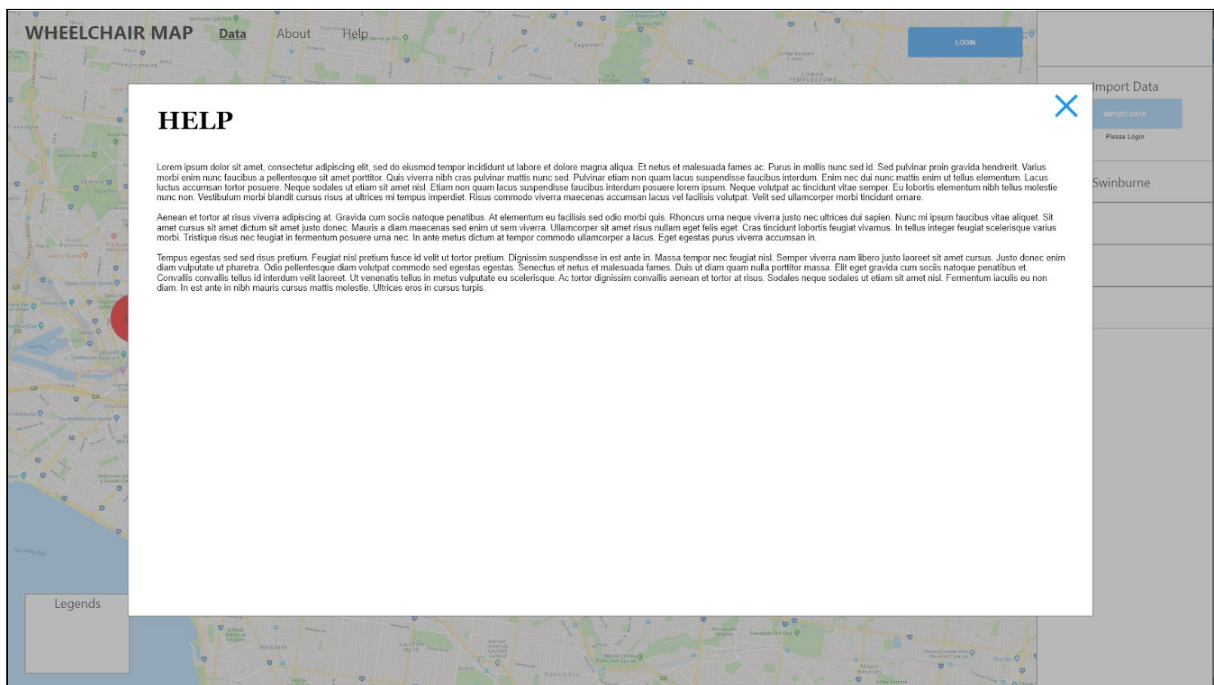 WHEELCHAIR MAP Data About Help
LOGIN
Import Data
IMPORT DATA
Please Login
Swinburne
HELP
Lorem ipsum dolor sit amet, consectetur adipiscing elit, sed do eiusmod tempor incididunt ut labore et dolore magna aliqua. Et netus et malesuada fames ac. Purus in mollis nunc sed id. Sed pulvinar proin gravida hendrerit. Varius
morbi enim nunc faucibus a pellentesque sit amet porttitor. Quis viverra nibh cras pulvinar mattis nunc sed. Pulvinar etiam non quam lacus suspendisse faucibus interdum. Enim nec dui nunc mattis enim ut tellus elementum. Lacus
luctus accumsan tortor posuere. Neque sodales ut etiam sit amet nisl. Etiam non quam lacus suspendisse faucibus interdum posuere lorem ipsum. Neque volutpat ac tincidunt vitae semper. Eu lobortis elementum nibh tellus molestie
nunc non. Vestibulum morbi blandit cursus risus at ultrices mi tempus imperdiet. Risus commodo viverra maecenas accumsan lacus vel facilisis volutpat. Velit sed ullamcorper morbi tincidunt ornare.
Aenean et tortor at risus viverra adipiscing at. Gravida cum sociis natoque penatibus. At elementum eu facilisis sed odio morbi quis. Rhoncus urna neque viverra justo nec ultrices dui sapien. Nunc mi ipsum faucibus vitae aliquet. Sit
amet cursus sit amet dictum sit amet justo donec. Mauris a diam maecenas sed enim ut sem viverra. Ullamcorper sit amet risus nullam eget felis eget. Cras tincidunt lobortis feugiat vivamus. In tellus integer feugiat scelerisque varius
morbi. Tristique risus nec feugiat in fermentum posuere urna nec. In ante metus dictum at tempor commodo ullamcorper a lacus. Eget egestas purus viverra accumsan in.
Tempus egestas sed sed risus pretium. Feugiat nisl pretium fusce id velit ut tortor pretium. Dignissim suspendisse in est ante in. Massa tempor nec feugiat nisl. Semper viverra nam libero justo laoreet sit amet cursus. Justo donec enim
diam vulputate ut pharetra. Odio pellentesque diam volutpat commodo sed egestas egestas. Senectus et netus et malesuada fames. Duis ut diam quam nulla porttitor massa. Elit eget gravida cum sociis natoque penatibus et.
Convallis convallis tellus id interdum velit laoreet. Ut venenatis tellus in metus vulputate eu scelerisque. Ac tortor dignissim convallis aenean et tortor at risus. Sodales neque sodales ut etiam sit amet nisl. Fermentum iaculis eu non
diam. In est ante in nibh mauris cursus mattis molestie. Ultrices eros in cursus turpis.
Legends